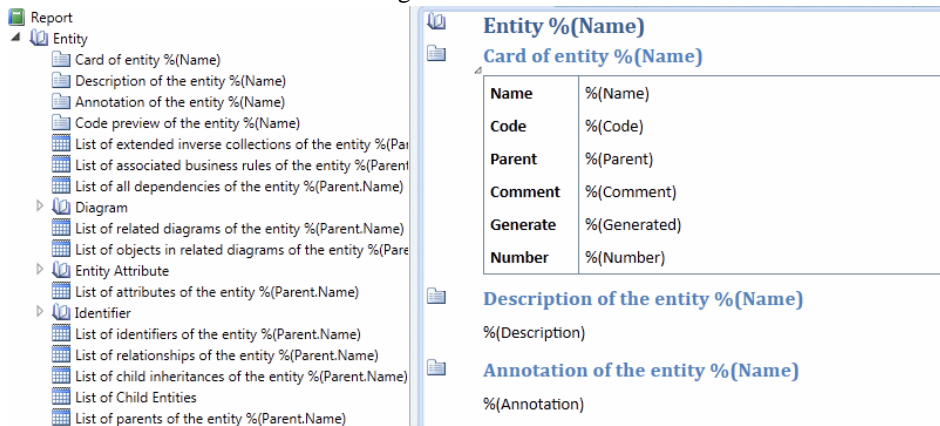 Report
Entity
Card of entity %(Name)
Description of the entity %(Name)
Annotation of the entity %(Name)
Code preview of the entity %(Name)
List of extended inverse collections of the entity %(Pa
List of associated business rules of the entity %(Parent
List of all dependencies of the entity %(Parent.Name)
Diagram
List of related diagrams of the entity %(Parent.Name)
List of objects in related diagrams of the entity %(Pare
Entity Attribute
List of attributes of the entity %(Parent.Name)
Identifier
List of identifiers of the entity %(Parent.Name)
List of relationships of the entity %(Parent.Name)
List of child inheritances of the entity %(Parent.Name)
List of Child Entities
List of parents of the entity %(Parent.Name)
Entity %(Name)
Card of entity %(Name)
Name %(Name)
Code %(Code)
Parent %(Parent)
Comment %(Comment)
Generate %(Generated)
Number %(Number)
Description of the entity %(Name)
%(Description)
Annotation of the entity %(Name)
%(Annotation)